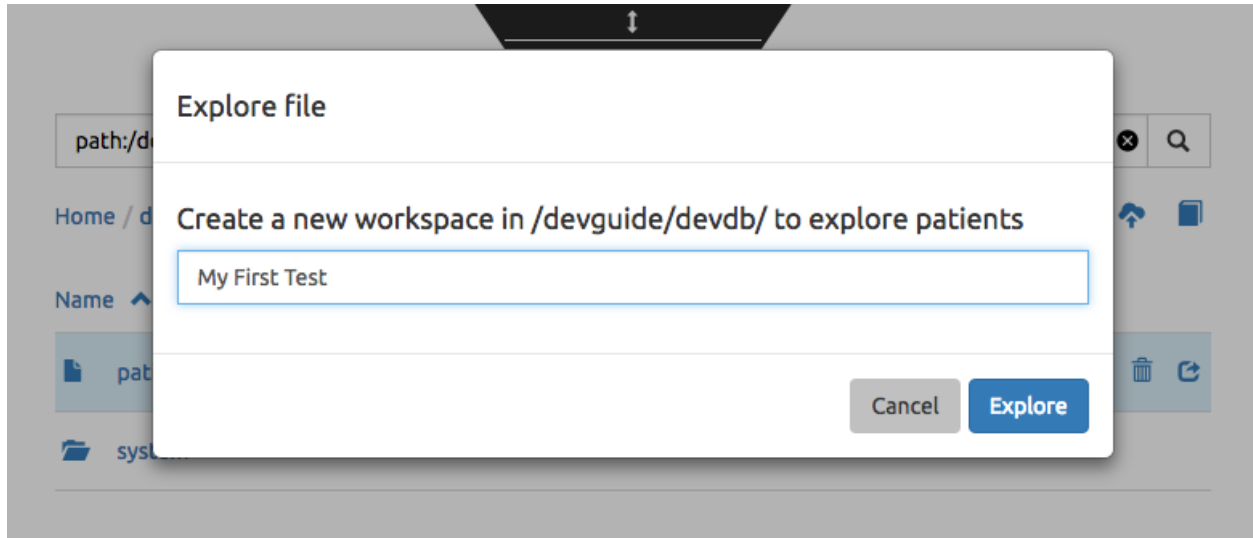 Explore file
path:/d
Home / d
Create a new workspace in /devguide/devdb/ to explore patients
My First Test
Name
pat
Cancel
Explore
syst